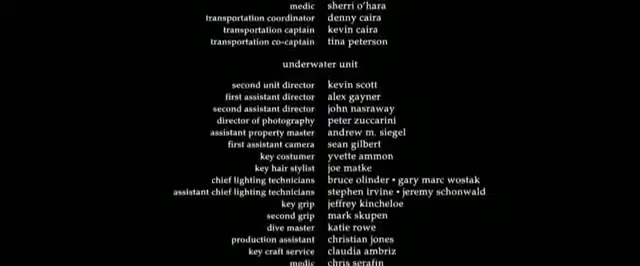 medic sherri o'hara
transportation coordinator denny caira
transportation captain kevin caira
transportation co-captain tina peterson
underwater unit
second unit director kevin scott
first assistant director alex gayner
second assistant director john nasraway
director of photography peter zuccarini
assistant property master andrew m. siegel
first assistant camera sean gilbert
key costumer yvette ammon
key hair stylist joe matke
chief lighting technicians bruce olinder • gary marc wostak
assistant chief lighting technicians stephen irvine • jeremy schonwald
key grip jeffrey kincheloe
second grip mark skupen
dive master katie rowe
production assistant christian jones
key craft service claudia ambriz
medic chris serafin